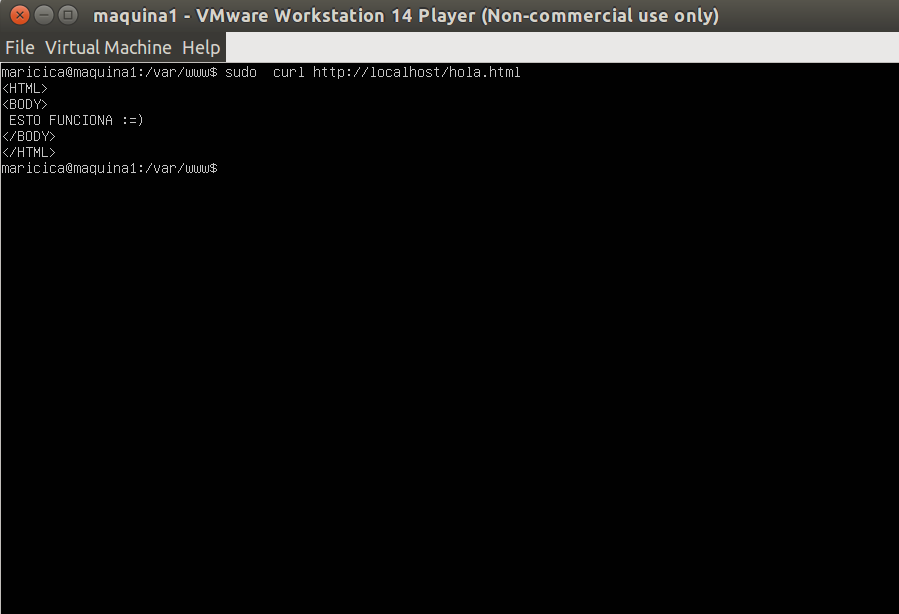 maquina1 - VMware Workstation 14 Player (Non-commercial use only)
File Virtual Machine Help
maricica@maquina1:/var/www$ sudo  curl http://localhost/hola.html
<HTML>
<BODY>
 ESTO FUNCIONA :=)
</BODY>
</HTML>
maricica@maquina1:/var/www$